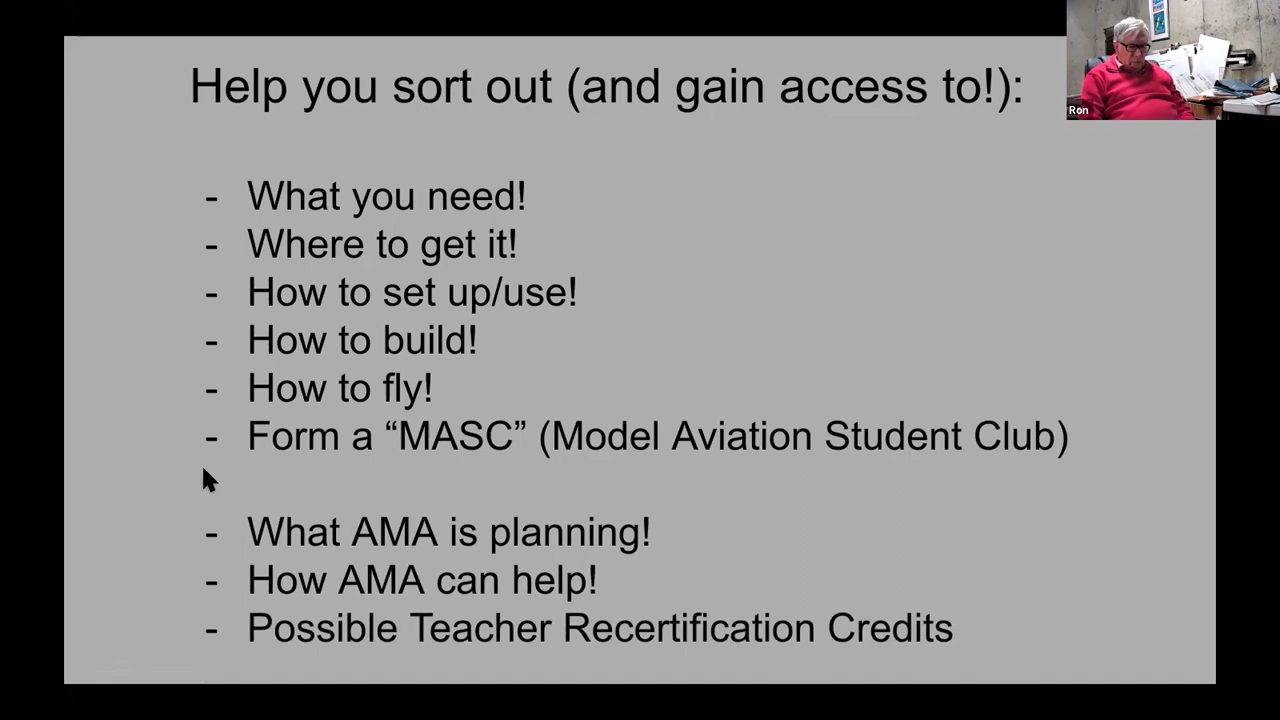 Help you sort out (and gain access to!):
Ron
- What you need!
- Where to get it!
- How to set up/use!
- How to build!
- How to fly!
- Form a “MASC” (Model Aviation Student Club)
- What AMA is planning!
- How AMA can help!
- Possible Teacher Recertification Credits